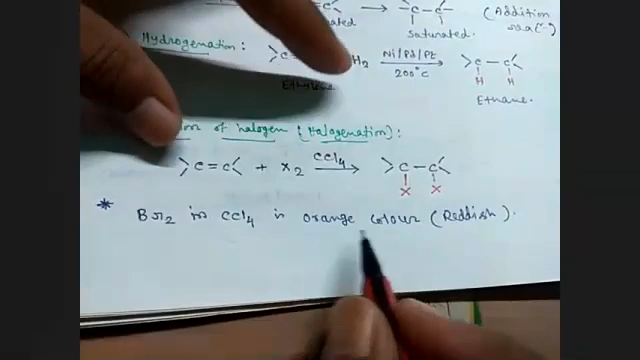 C → -C-C- (Addition
saturated.
Hydrogenation: H2 Ni/Pd/Pt 200°C >C-C< H H
Ethane.
of halogen (Halogenation):
>C=C< + X2 CCl4 → >C-C< X X
* Br2 in CCl4 is orange colour (Reddish).